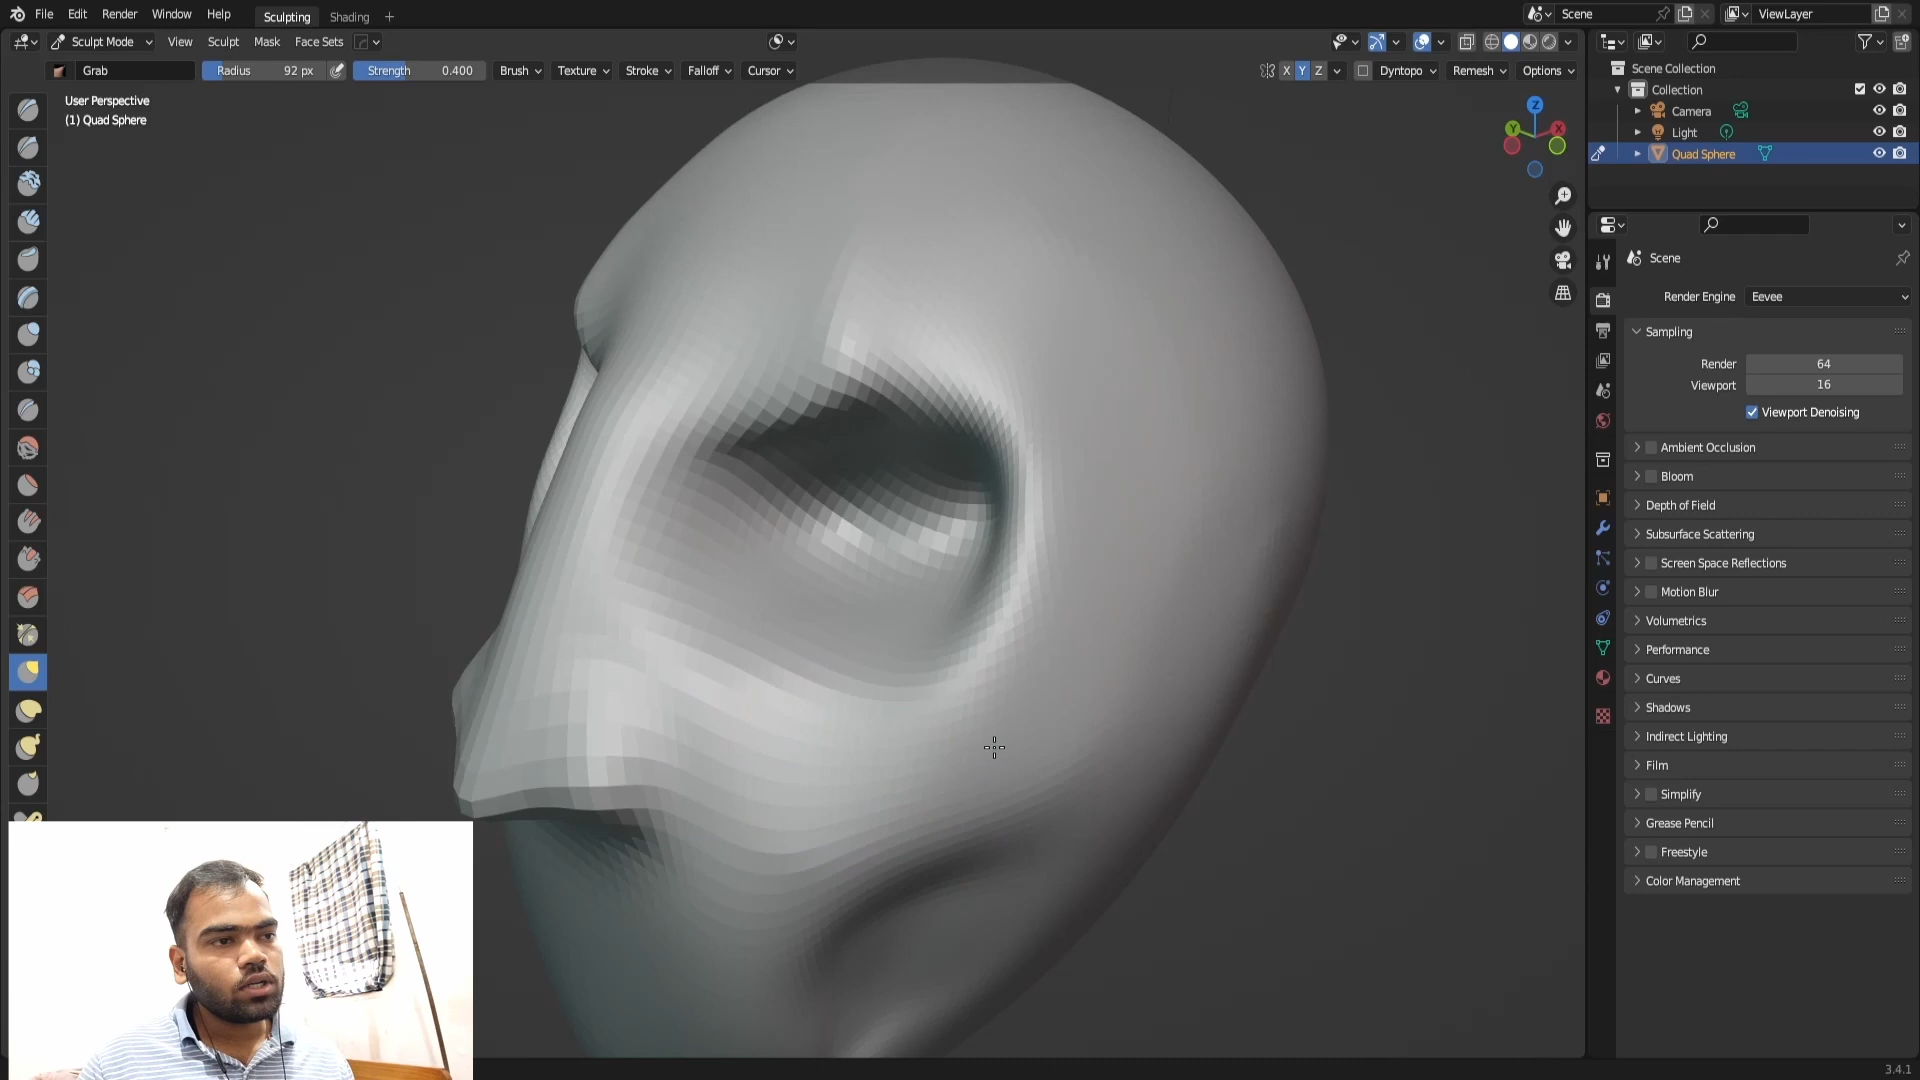 File Edit Render Window Help Sculpting Shading + Scene ViewLayer
Sculpt Mode View Sculpt Mask Face Sets
Grab Radius 92 px Strength 0.400 Brush Texture Stroke Falloff Cursor X Y Z Dyntopo Remesh Options
User Perspective
(1) Quad Sphere
Z
Y X
Scene Collection
Collection
Camera
Light
Quad Sphere
Scene
Render Engine Eevee
Sampling
Render 64
Viewport 16
Viewport Denoising
Ambient Occlusion
Bloom
Depth of Field
Subsurface Scattering
Screen Space Reflections
Motion Blur
Volumetrics
Performance
Curves
Shadows
Indirect Lighting
Film
Simplify
Grease Pencil
Freestyle
Color Management
3.4.1